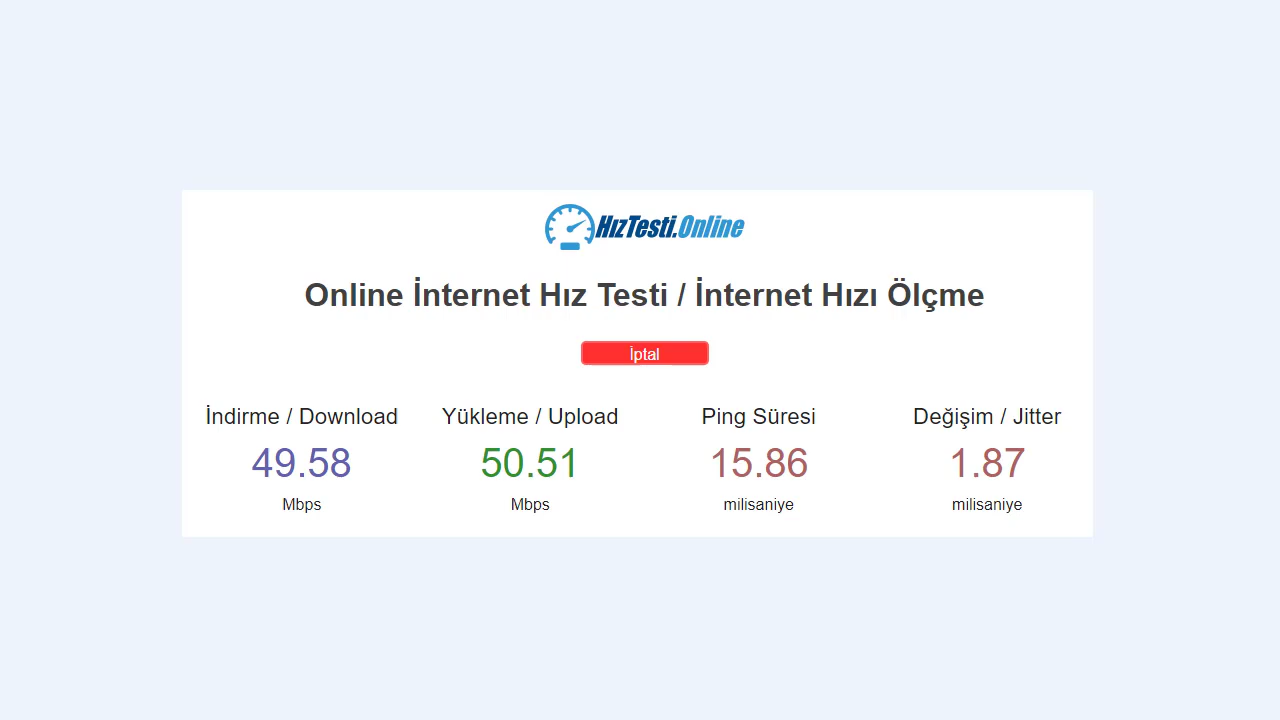 HızTesti.Online
Online İnternet Hız Testi / İnternet Hızı Ölçme
İptal
İndirme / Download
49.58
Mbps
Yükleme / Upload
50.51
Mbps
Ping Süresi
15.86
milisaniye
Değişim / Jitter
1.87
milisaniye